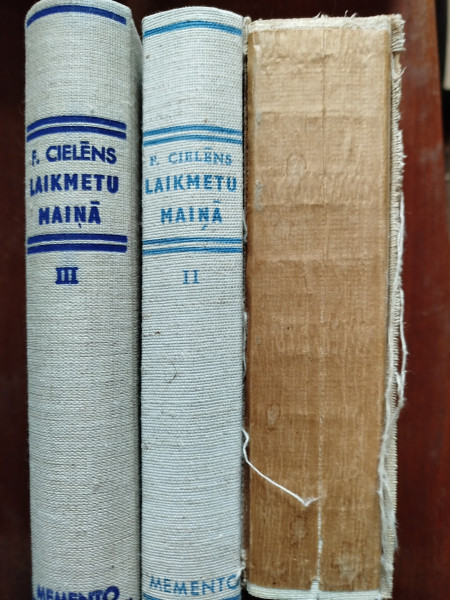 F. CIELĒNS
LAIKMETU
MAIŅĀ
III
MEMENTO
F. CIELĒNS
LAIKMETU
MAIŅĀ
II
MEMENTO